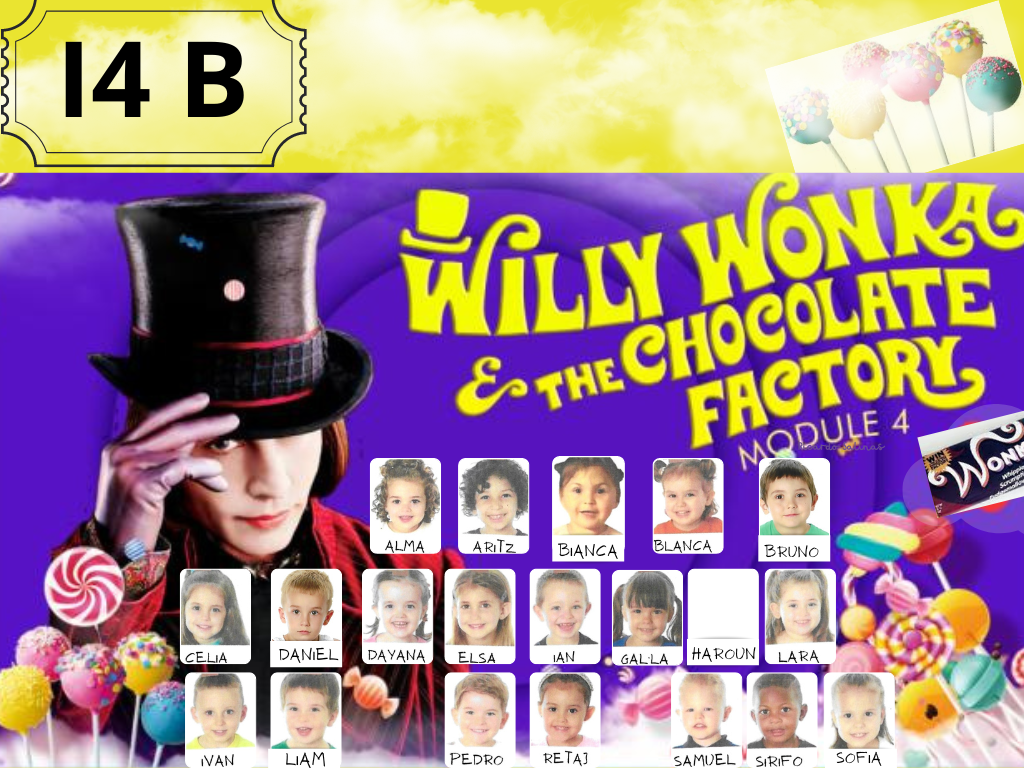 I4 B
WILLY WONKA
& THE CHOCOLATE
FACTORY
MODULE 4
WONK
ALMA
ARITZ
BIANCA
BLANCA
BRUNO
CELIA
DANIEL
DAYANA
ELSA
IAN
GAL·LA
HAROUN
LARA
IVAN
LIAM
PEDRO
RETAJ
SAMUEL
SIRIFO
SOFIA